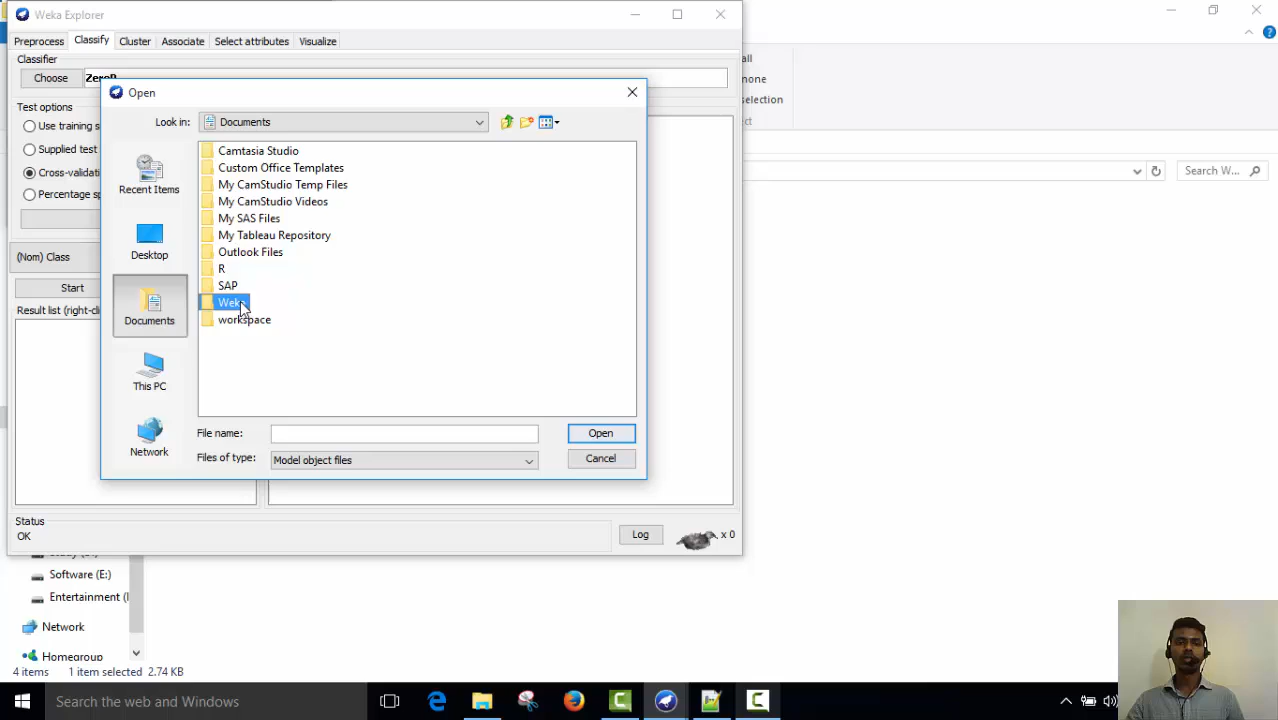 Weka Explorer
Preprocess Classify Cluster Associate Select attributes Visualize
Classifier
Choose ZeroR
Open
Test options
Look in: Documents
Use training s
Supplied test
Cross-validati
Percentage sp
(Nom) Class
Start
Result list (right-cli
Recent Items
Desktop
Documents
This PC
Network
Camtasia Studio
Custom Office Templates
My CamStudio Temp Files
My CamStudio Videos
My SAS Files
My Tableau Repository
Outlook Files
R
SAP
Weka
workspace
File name:
Open
Files of type: Model object files
Cancel
Status
OK
Log
x 0
all
none
selection
ct
Search W...
Software (E:)
Entertainment (
Network
Homegroup
4 items 1 item selected 2.74 KB
Search the web and Windows